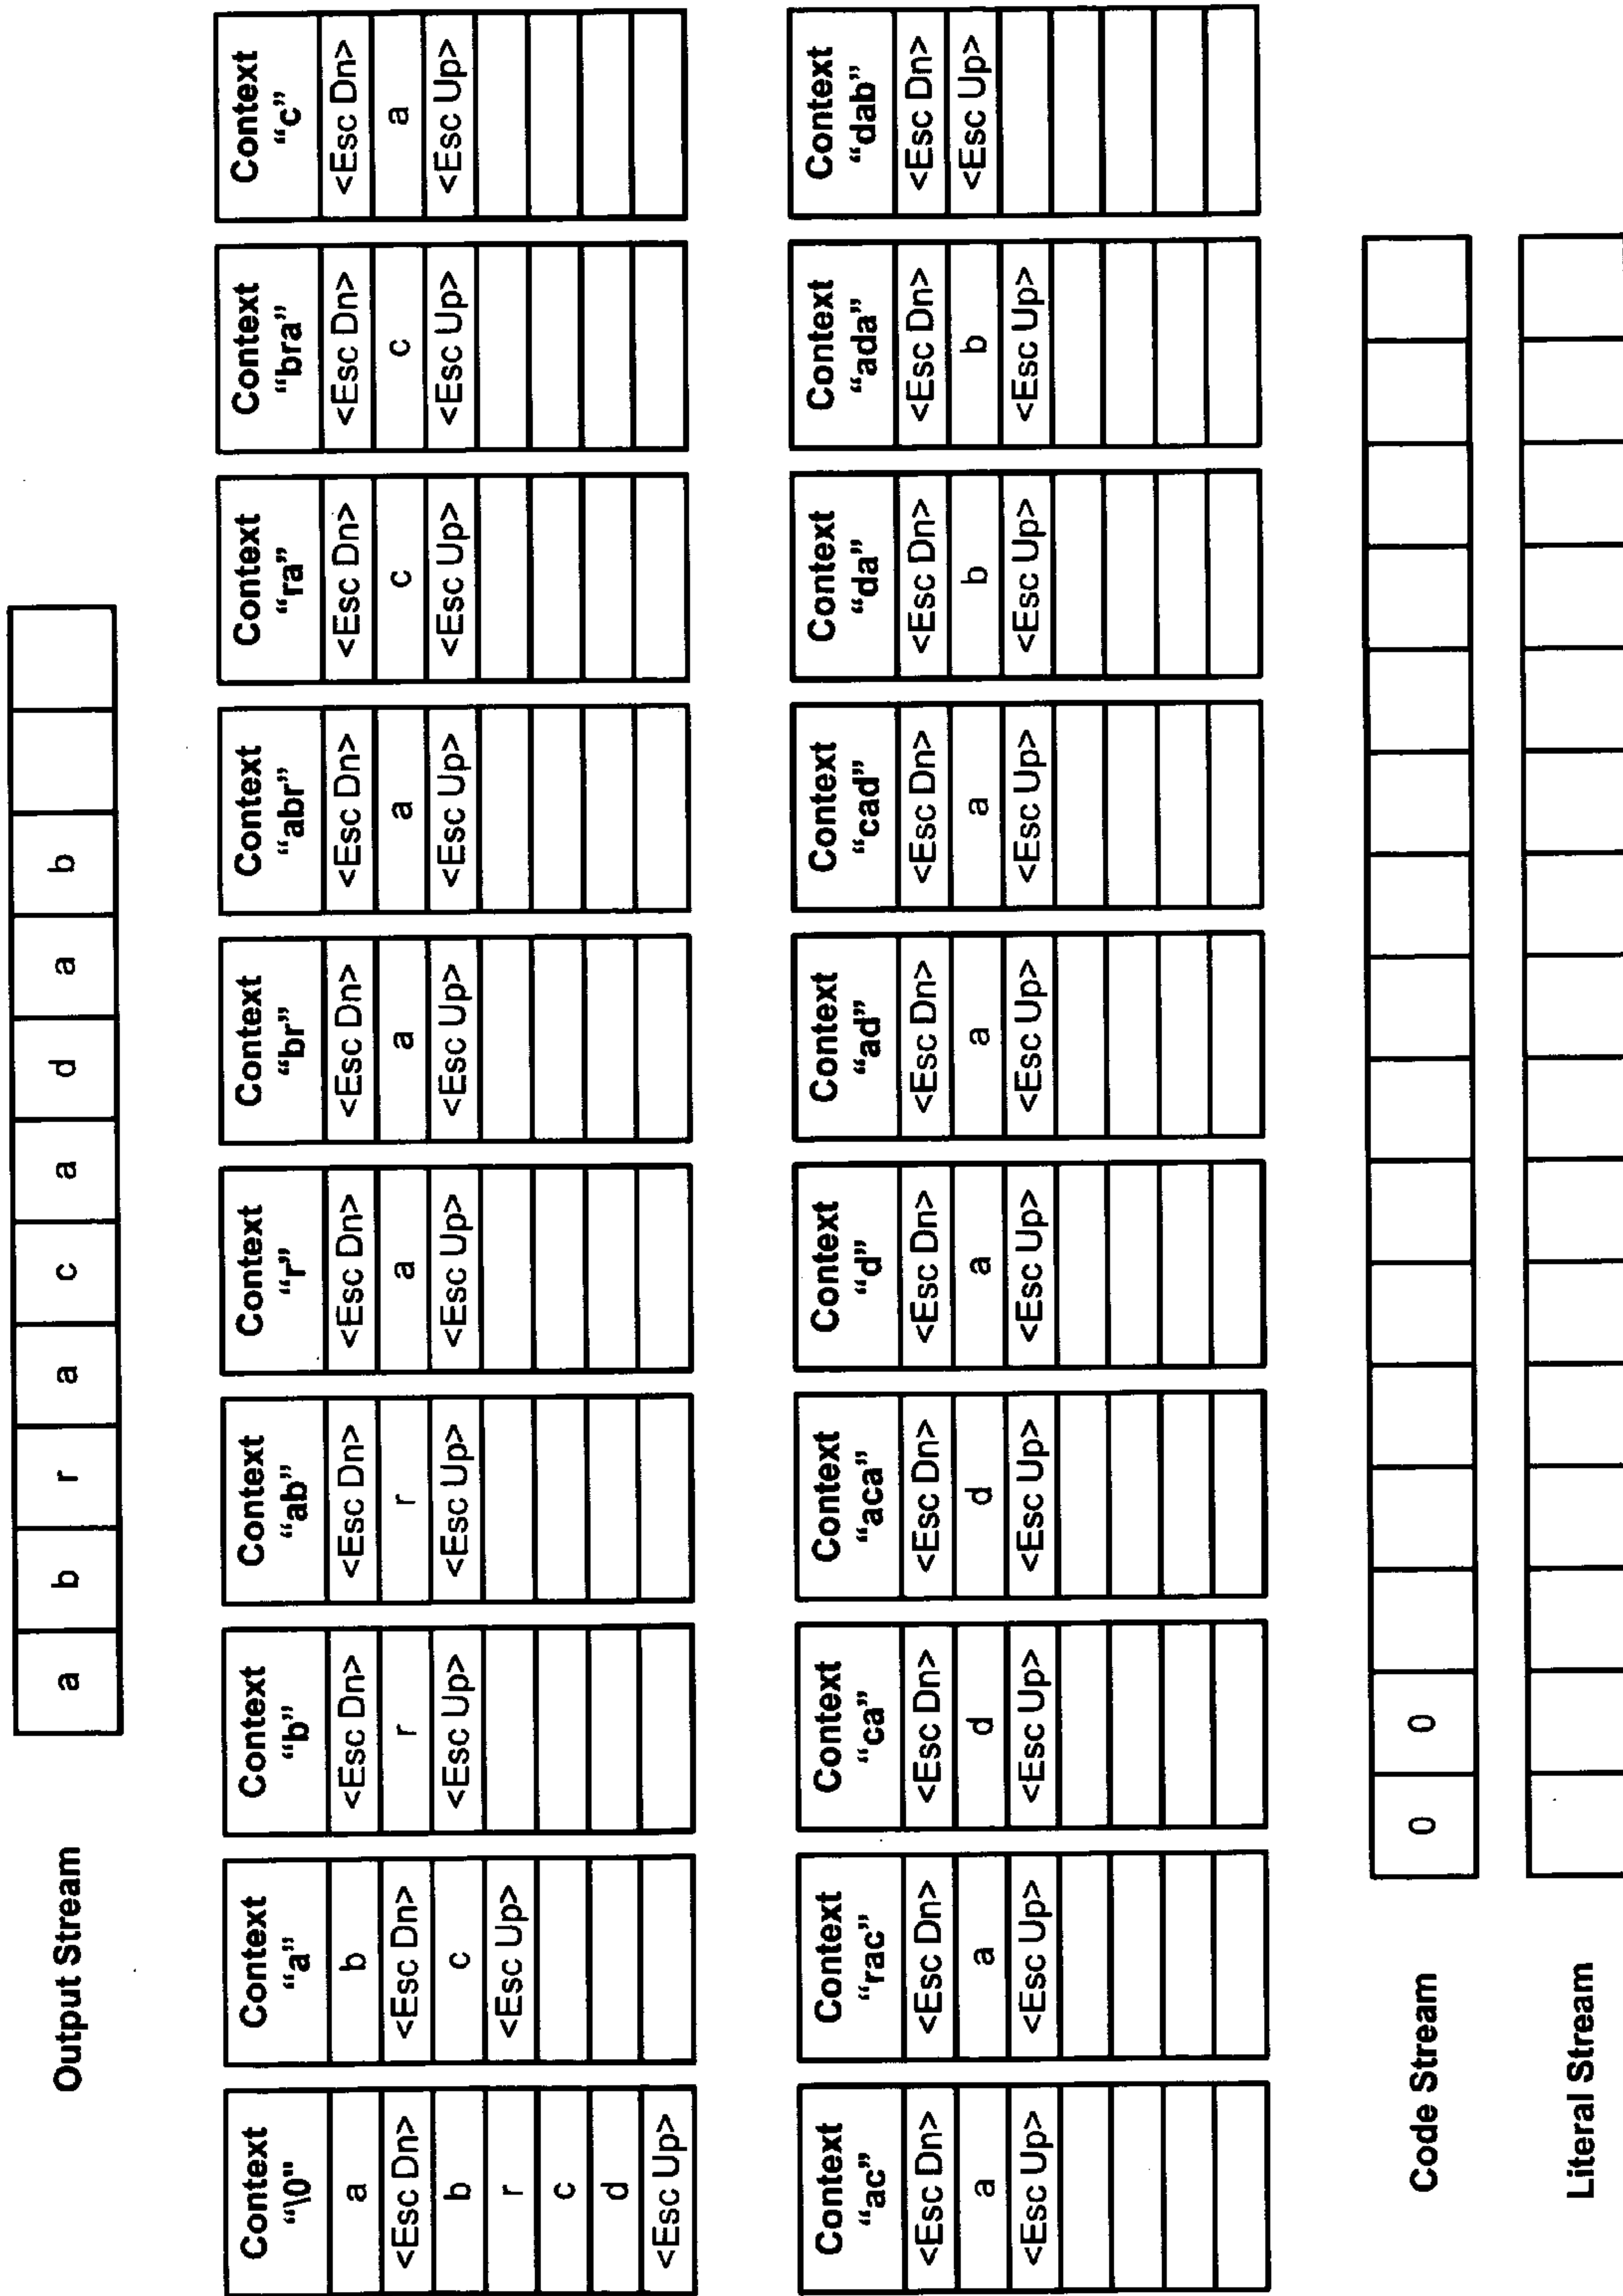 Output Stream a b r a c a d a b
Context Context Context Context Context Context Context Context Context Context
“\0” “a” “b” “ab” “r” “br” “abr” “ra” “bra” “c”
a b <Esc Dn> <Esc Dn> <Esc Dn> <Esc Dn> <Esc Dn> <Esc Dn> <Esc Dn> <Esc Dn>
<Esc Dn> <Esc Dn> r r a a a c c a
b c <Esc Up> <Esc Up> <Esc Up> <Esc Up> <Esc Up> <Esc Up> <Esc Up> <Esc Up>
r <Esc Up>
c
d
<Esc Up>
Context Context Context Context Context Context Context Context Context Context
“ac” “rac” “ca” “aca” “d” “ad” “cad” “da” “ada” “dab”
<Esc Dn> <Esc Dn> <Esc Dn> <Esc Dn> <Esc Dn> <Esc Dn> <Esc Dn> <Esc Dn> <Esc Dn> <Esc Dn>
a a d d a a a b b <Esc Up>
<Esc Up> <Esc Up> <Esc Up> <Esc Up> <Esc Up> <Esc Up> <Esc Up> <Esc Up> <Esc Up>
Code Stream 0 0
Literal Stream